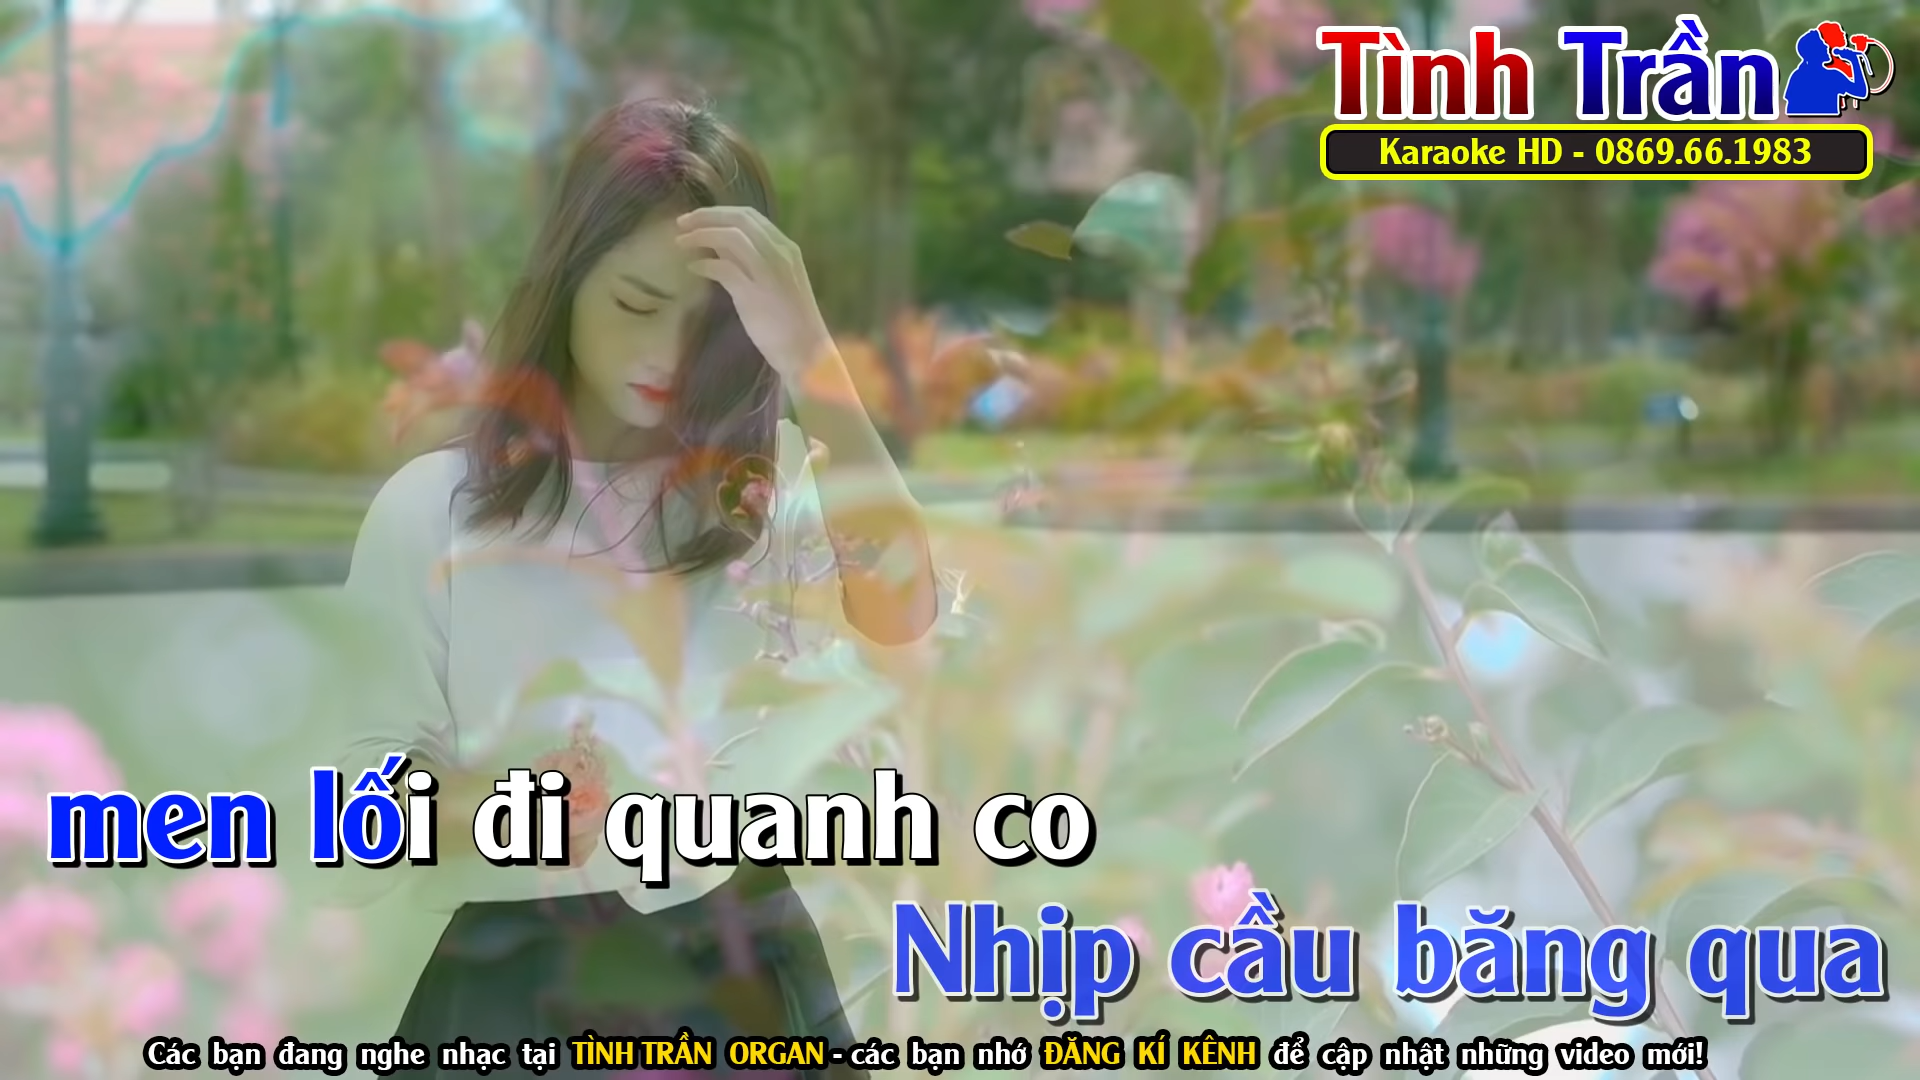 Tình Trần
Karaoke HD - 0869.66.1983
men lối đi quanh co
Nhịp cầu băng qua
Các bạn đang nghe nhạc tại TÌNH TRẦN ORGAN - các bạn nhớ ĐĂNG KÍ KÊNH để cập nhật những video mới!